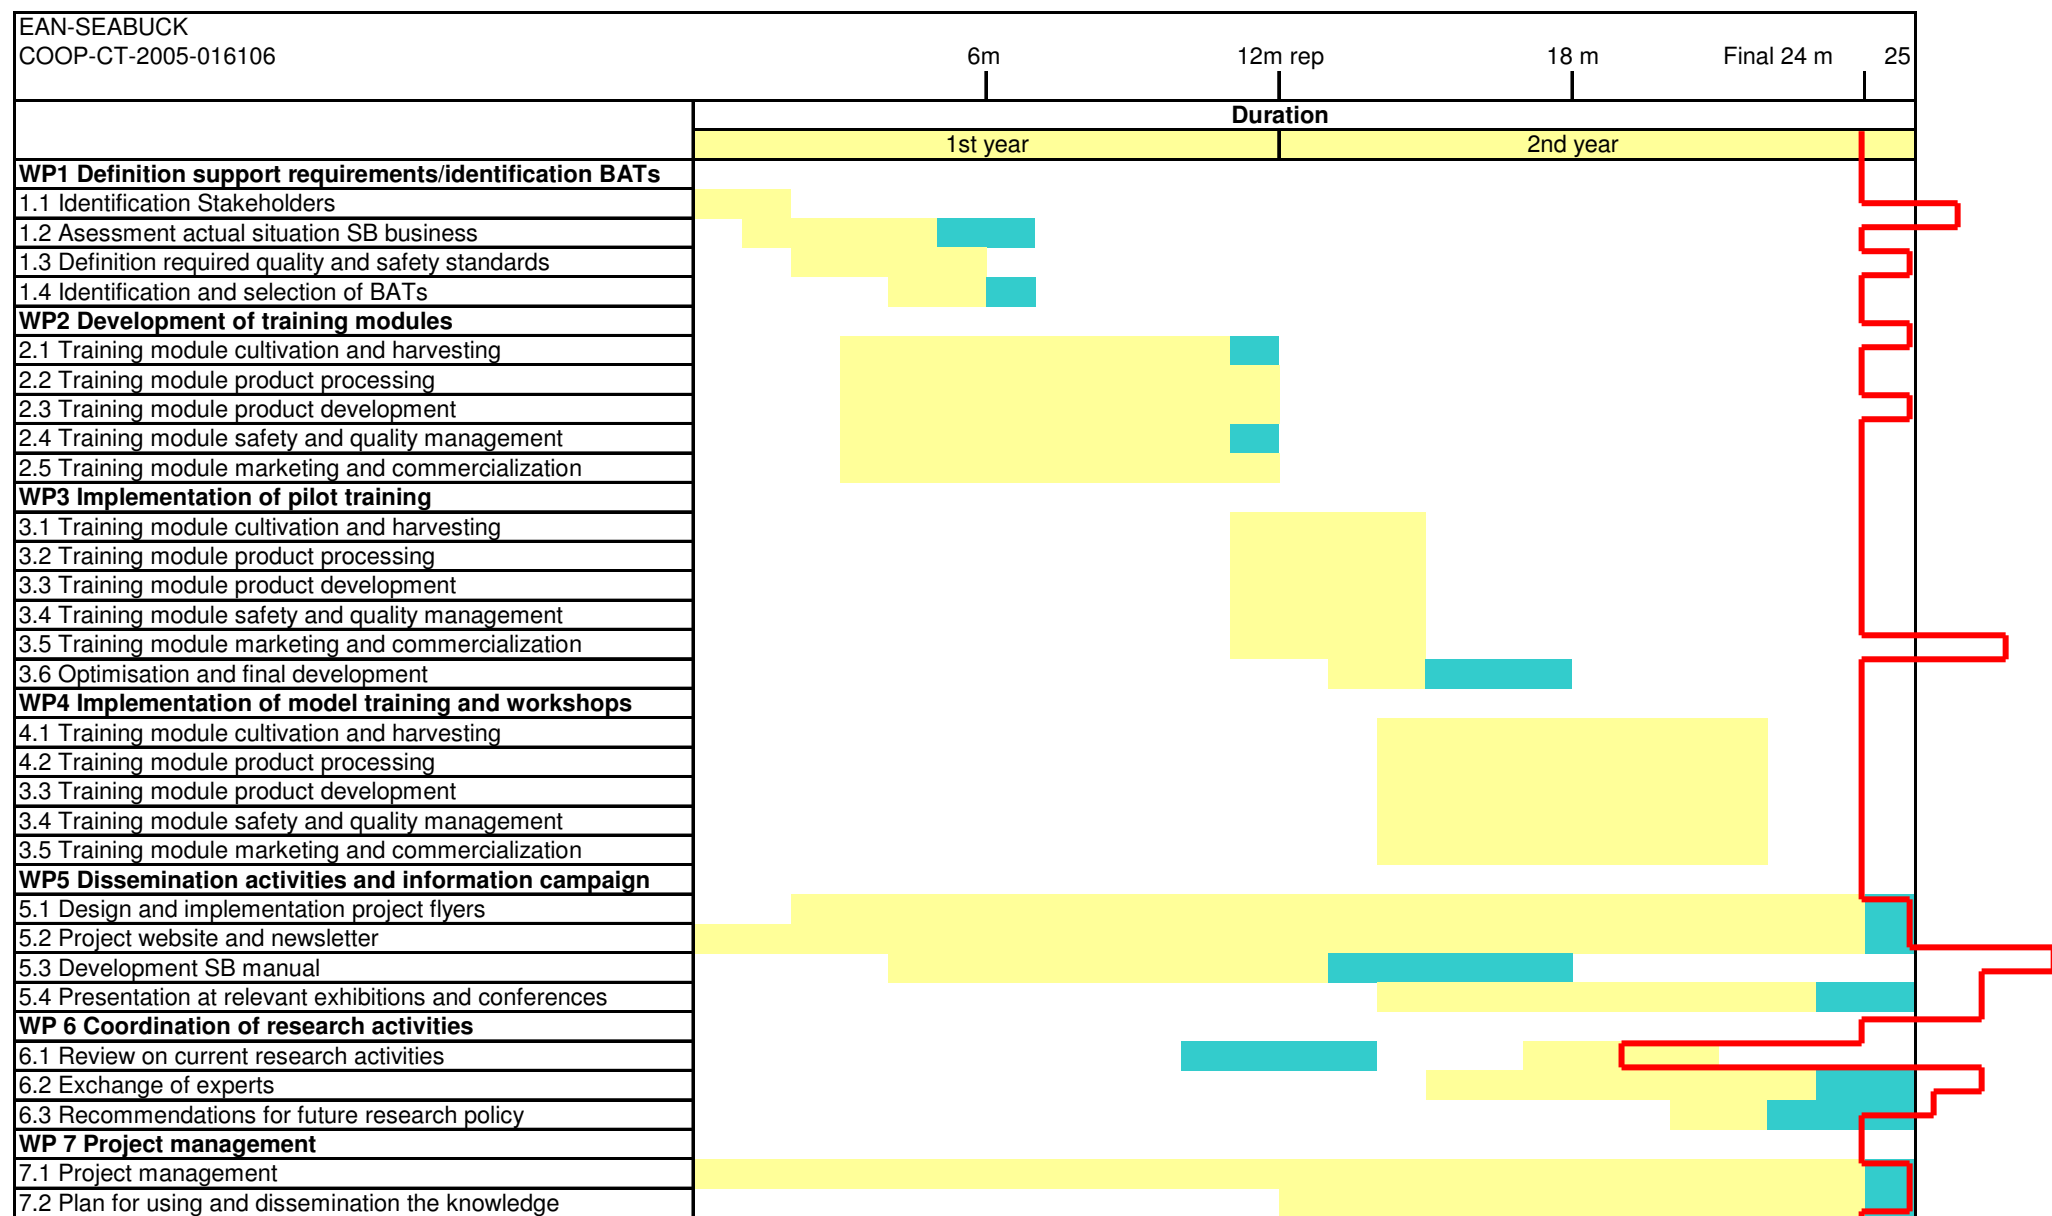 EAN-SEABUCK
COOP-CT-2005-016106 6m 12m rep 18 m Final 24 m 25
Duration
1st year 2nd year
WP1 Definition support requirements/identification BATs
1.1 Identification Stakeholders
1.2 Asessment actual situation SB business
1.3 Definition required quality and safety standards
1.4 Identification and selection of BATs
WP2 Development of training modules
2.1 Training module cultivation and harvesting
2.2 Training module product processing
2.3 Training module product development
2.4 Training module safety and quality management
2.5 Training module marketing and commercialization
WP3 Implementation of pilot training
3.1 Training module cultivation and harvesting
3.2 Training module product processing
3.3 Training module product development
3.4 Training module safety and quality management
3.5 Training module marketing and commercialization
3.6 Optimisation and final development
WP4 Implementation of model training and workshops
4.1 Training module cultivation and harvesting
4.2 Training module product processing
3.3 Training module product development
3.4 Training module safety and quality management
3.5 Training module marketing and commercialization
WP5 Dissemination activities and information campaign
5.1 Design and implementation project flyers
5.2 Project website and newsletter
5.3 Development SB manual
5.4 Presentation at relevant exhibitions and conferences
WP 6 Coordination of research activities
6.1 Review on current research activities
6.2 Exchange of experts
6.3 Recommendations for future research policy
WP 7 Project management
7.1 Project management
7.2 Plan for using and dissemination the knowledge